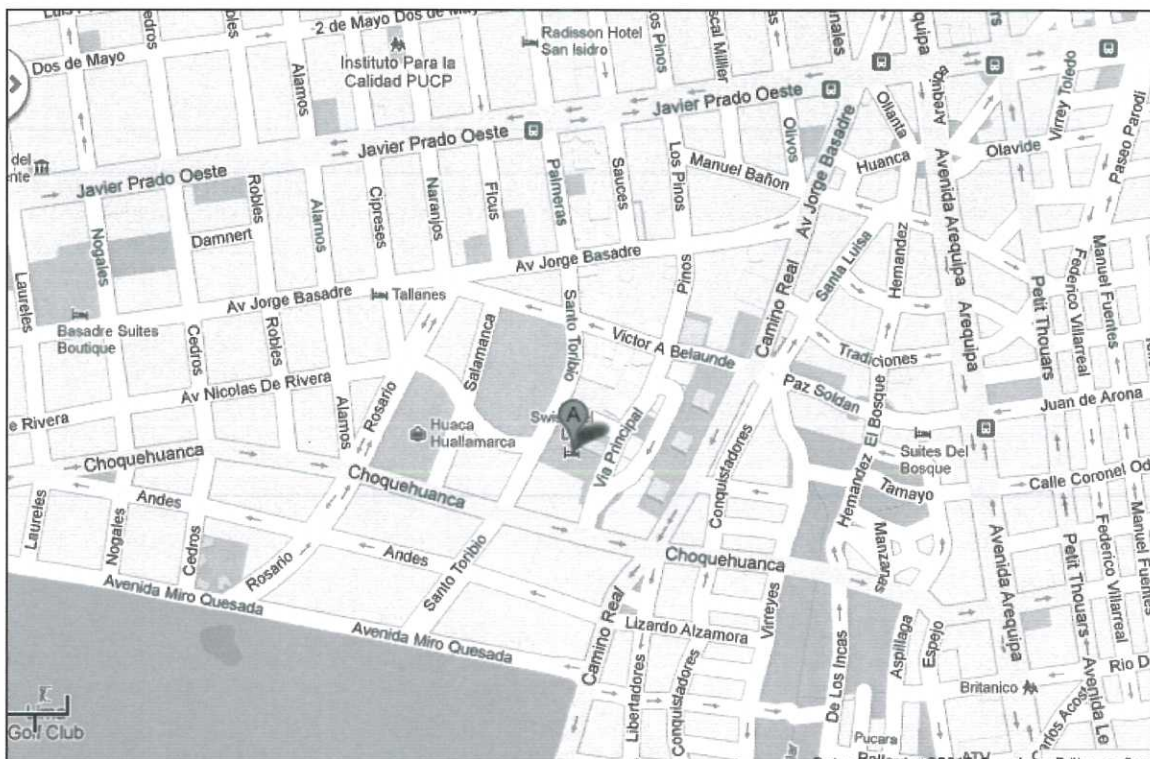 Dos de Mayo
-2 de Mayo Dos de Mayo
Instituto Para la
Calidad PUCP
Radisson Hotel
San Isidro
Los Pinos
Alamos
Javier Prado Oeste
Javier Prado Oeste
Javier Prado Oeste
Arequipa
Ollanta
Virrey Toledo
Paseo Parodi
Olavide
Huanca
Manuel Bañon
Olivos
Los Pinos
Sauces
Palmeras
Ficus
Naranjos
Cipreses
Alamos
Robles
Damnert
Nogales
Laureles
Av Jorge Basadre
Av Jorge Basadre
Av Jorge Basadre
Santa Luisa
Hernandez
Avenida Arequipa
Arequipa
Petit Thouars
Federico Villarreal
Manuel Fuentes
Tallanes
Basadre Suites
Boutique
Cedros
Robles
Salamanca
Santo Toribio
Victor A Belaunde
Camino Real
Tradiciones
Paz Soldan
Juan de Arona
Av Nicolas De Rivera
e Rivera
Alamos
Rosario
Huaca
Huallamarca
A
Via Principal
Conquistadores
Hernandez El Bosque
Suites Del
Bosque
Tamayo
Choquehuanca
Choquehuanca
Choquehuanca
Andes
Andes
Laureles
Nogales
Cedros
Rosario
Santo Toribio
Avenida Miro Quesada
Avenida Miro Quesada
Camino Real
Lizardo Alzamora
Virreyes
Libertadores
Conquistadores
De Los Incas
Manzanas
Aspillaga
Espejo
Avenida Arequipa
Petit Thouars
Federico Villarreal
Manuel Fuentes
Britanico
Avenida Le
Pucara
Golf Club